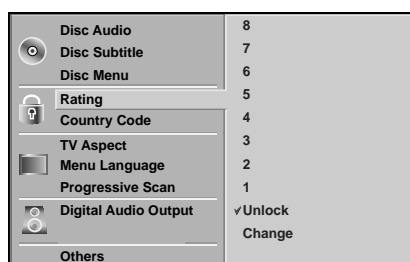 Disc Audio
Disc Subtitle
Disc Menu
Rating
Country Code
TV Aspect
Menu Language
Progressive Scan
Digital Audio Output
Others
8
7
6
5
4
3
2
1
✓Unlock
Change